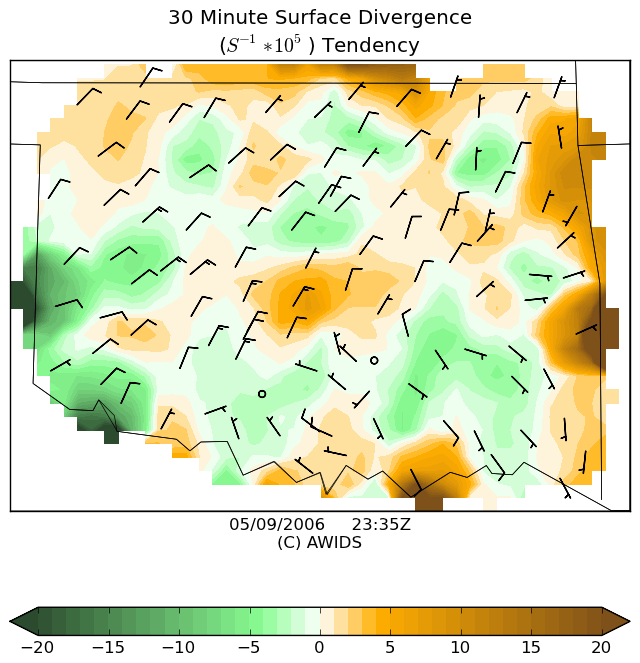 30 Minute Surface Divergence
(S⁻¹ * 10⁵ ) Tendency
05/09/2006 23:35Z
(C) AWIDS
−20 −15 −10 −5 0 5 10 15 20